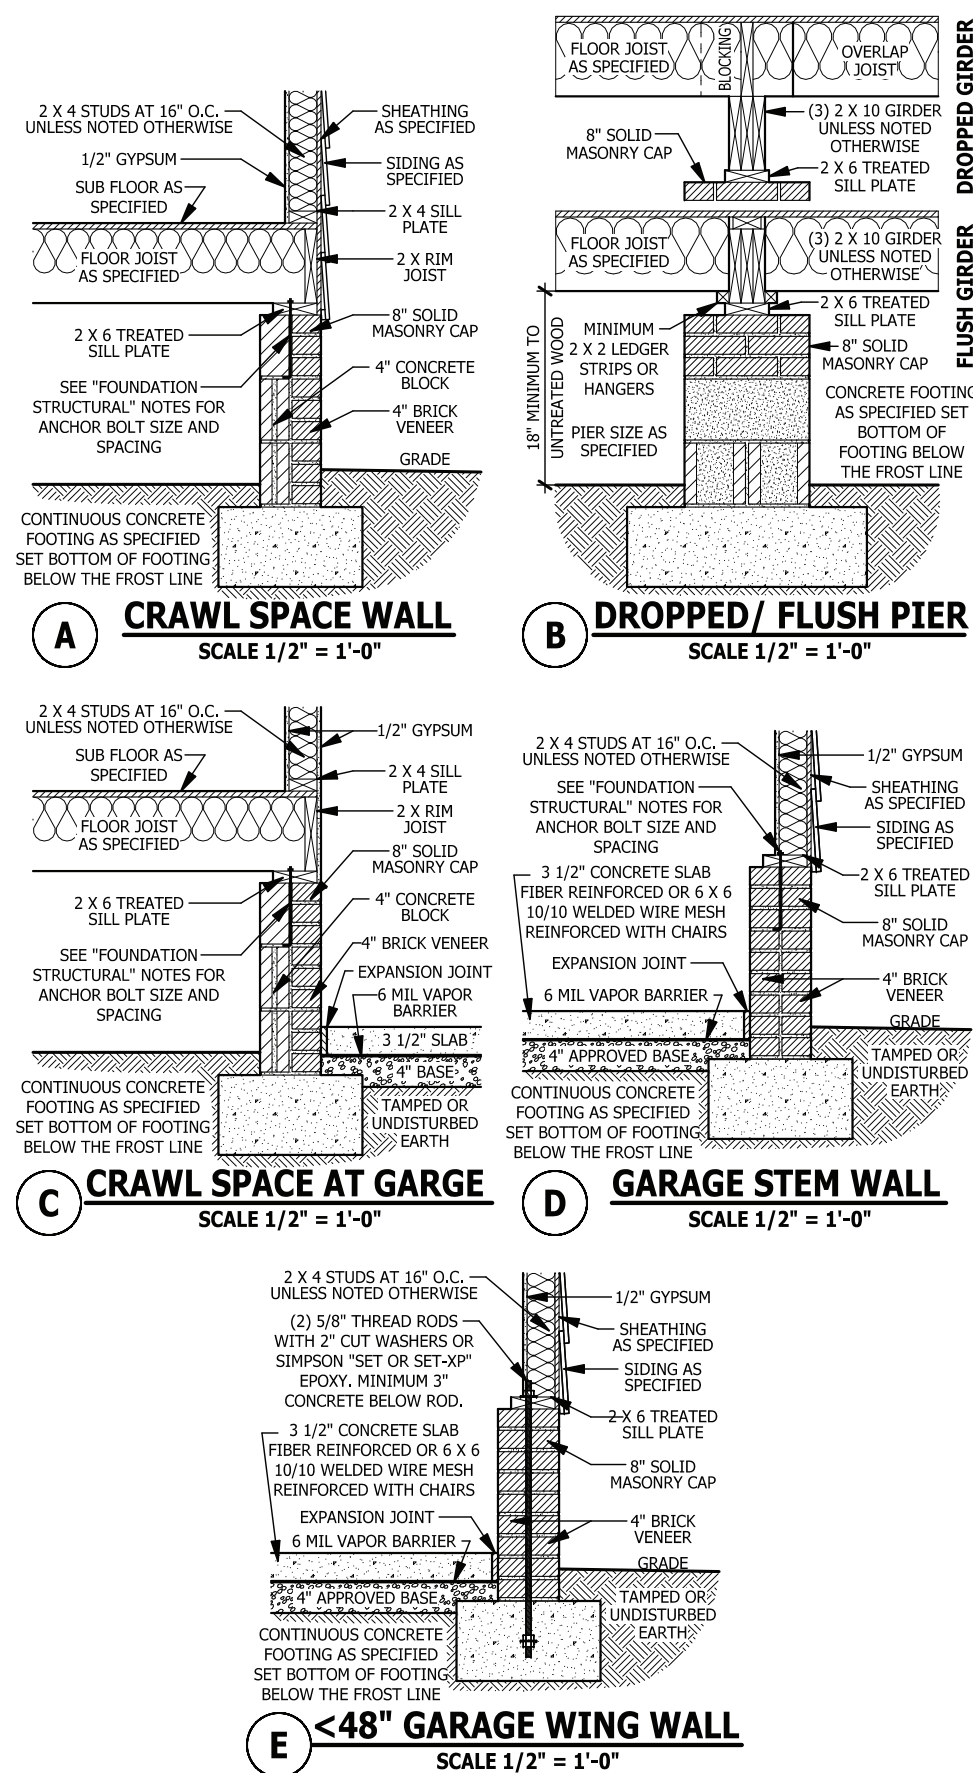 2 X 4 STUDS AT 16" O.C.
UNLESS NOTED OTHERWISE
1/2" GYPSUM
SUB FLOOR AS
SPECIFIED
FLOOR JOIST
AS SPECIFIED
2 X 6 TREATED
SILL PLATE
SEE "FOUNDATION
STRUCTURAL" NOTES FOR
ANCHOR BOLT SIZE AND
SPACING
CONTINUOUS CONCRETE
FOOTING AS SPECIFIED
SET BOTTOM OF FOOTING
BELOW THE FROST LINE
SHEATHING
AS SPECIFIED
SIDING AS
SPECIFIED
2 X 4 SILL
PLATE
2 X RIM
JOIST
8" SOLID
MASONRY CAP
4" CONCRETE
BLOCK
4" BRICK
VENEER
GRADE
A
CRAWL SPACE WALL
SCALE 1/2" = 1'-0"
FLOOR JOIST
AS SPECIFIED
BLOCKING
OVERLAP
JOIST
8" SOLID
MASONRY CAP
(3) 2 X 10 GIRDER
UNLESS NOTED
OTHERWISE
2 X 6 TREATED
SILL PLATE
DROPPED GIRDER
FLOOR JOIST
AS SPECIFIED
(3) 2 X 10 GIRDER
UNLESS NOTED
OTHERWISE
2 X 6 TREATED
SILL PLATE
FLUSH GIRDER
18" MINIMUM TO
UNTREATED WOOD
MINIMUM
2 X 2 LEDGER
STRIPS OR
HANGERS
PIER SIZE AS
SPECIFIED
8" SOLID
MASONRY CAP
CONCRETE FOOTING
AS SPECIFIED SET
BOTTOM OF
FOOTING BELOW
THE FROST LINE
B
DROPPED/ FLUSH PIER
SCALE 1/2" = 1'-0"
2 X 4 STUDS AT 16" O.C.
UNLESS NOTED OTHERWISE
SUB FLOOR AS
SPECIFIED
FLOOR JOIST
AS SPECIFIED
2 X 6 TREATED
SILL PLATE
SEE "FOUNDATION
STRUCTURAL" NOTES FOR
ANCHOR BOLT SIZE AND
SPACING
CONTINUOUS CONCRETE
FOOTING AS SPECIFIED
SET BOTTOM OF FOOTING
BELOW THE FROST LINE
1/2" GYPSUM
2 X 4 SILL
PLATE
2 X RIM
JOIST
8" SOLID
MASONRY CAP
4" CONCRETE
BLOCK
4" BRICK VENEER
EXPANSION JOINT
6 MIL VAPOR
BARRIER
3 1/2" SLAB
4" BASE
TAMPED OR
UNDISTURBED
EARTH
C
CRAWL SPACE AT GARGE
SCALE 1/2" = 1'-0"
2 X 4 STUDS AT 16" O.C.
UNLESS NOTED OTHERWISE
SEE "FOUNDATION
STRUCTURAL" NOTES FOR
ANCHOR BOLT SIZE AND
SPACING
3 1/2" CONCRETE SLAB
FIBER REINFORCED OR 6 X 6
10/10 WELDED WIRE MESH
REINFORCED WITH CHAIRS
EXPANSION JOINT
6 MIL VAPOR BARRIER
4" APPROVED BASE
CONTINUOUS CONCRETE
FOOTING AS SPECIFIED
SET BOTTOM OF FOOTING
BELOW THE FROST LINE
1/2" GYPSUM
SHEATHING
AS SPECIFIED
SIDING AS
SPECIFIED
2 X 6 TREATED
SILL PLATE
8" SOLID
MASONRY CAP
4" BRICK
VENEER
GRADE
TAMPED OR
UNDISTURBED
EARTH
D
GARAGE STEM WALL
SCALE 1/2" = 1'-0"
2 X 4 STUDS AT 16" O.C.
UNLESS NOTED OTHERWISE
(2) 5/8" THREAD RODS
WITH 2" CUT WASHERS OR
SIMPSON "SET OR SET-XP"
EPOXY. MINIMUM 3"
CONCRETE BELOW ROD.
3 1/2" CONCRETE SLAB
FIBER REINFORCED OR 6 X 6
10/10 WELDED WIRE MESH
REINFORCED WITH CHAIRS
EXPANSION JOINT
6 MIL VAPOR BARRIER
4" APPROVED BASE
CONTINUOUS CONCRETE
FOOTING AS SPECIFIED
SET BOTTOM OF FOOTING
BELOW THE FROST LINE
1/2" GYPSUM
SHEATHING
AS SPECIFIED
SIDING AS
SPECIFIED
2 X 6 TREATED
SILL PLATE
8" SOLID
MASONRY CAP
4" BRICK
VENEER
GRADE
TAMPED OR
UNDISTURBED
EARTH
E
<48" GARAGE WING WALL
SCALE 1/2" = 1'-0"